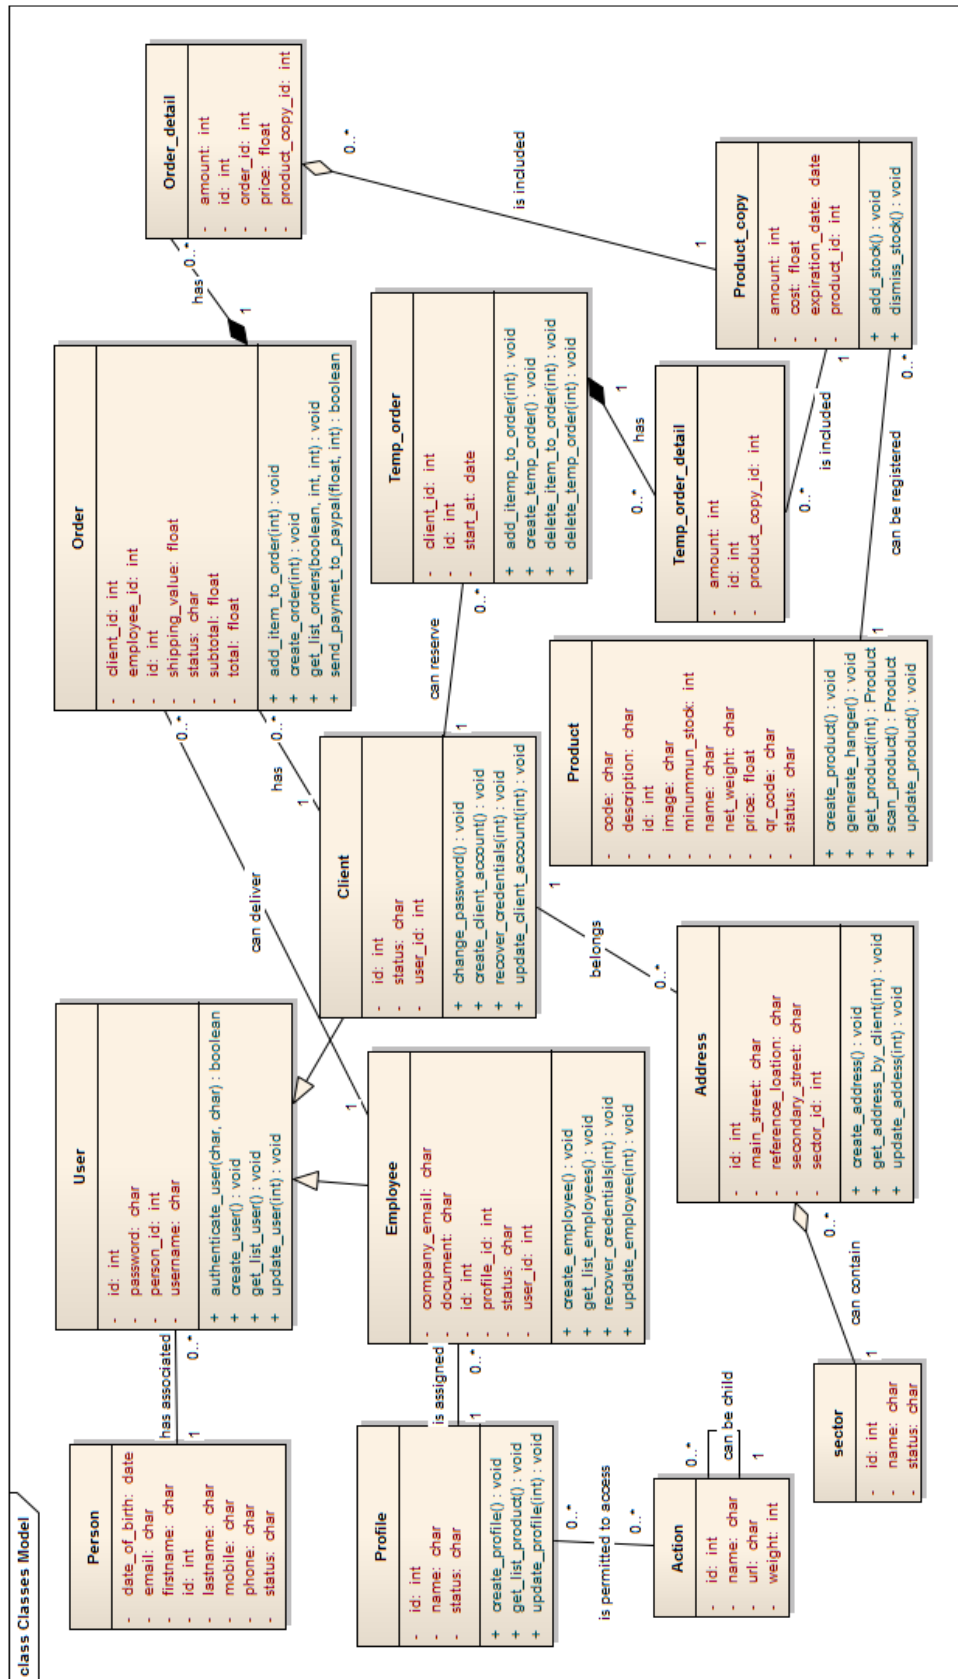 class Classes Model
Person
- date_of_birth: date
- email: char
- firstname: char
- id: int
- lastname: char
- mobile: char
- phone: char
- status: char
has associated
1
0..*
User
- id: int
- password: char
- person_id: int
- username: char
+ authenticate_user(char, char) : boolean
+ create_user() : void
+ get_list_user() : void
+ update_user(int) : void
Order
- client_id: int
- employee_id: int
- id: int
- shipping_value: float
- status: char
- subtotal: float
- total: float
+ add_item_to_order(int) : void
+ create_order(int) : void
+ get_list_orders(boolean, int, int) : void
+ send_paymet_to_paypal(float, int) : boolean
has
0..*
1
Order_detail
- amount: int
- id: int
- order_id: int
- price: float
- product_copy_id: int
0..*
is included
1
can deliver
0..*
1
has
0..*
1
Profile
- id: int
- name: char
- status: char
+ create_profile() : void
+ get_list_product() : void
+ update_profile(int) : void
is assigned
1
0..*
Employee
- company_email: char
- document: char
- id: int
- profile_id: int
- status: char
- user_id: int
+ create_employee() : void
+ get_list_employees() : void
+ recover_credentials(int) : void
+ update_employee(int) : void
Client
- id: int
- status: char
- user_id: int
+ change_password() : void
+ create_client_account() : void
+ recover_credentials(int) : void
+ update_client_account(int) : void
can reserve
1
0..*
Temp_order
- client_id: int
- id: int
- start_at: date
+ add_itemp_to_order(int) : void
+ create_temp_order() : void
+ delete_item_to_order(int) : void
+ delete_temp_order(int) : void
has
1
0..*
is permitted to access
0..*
0..*
Action
- id: int
- name: char
- url: char
- weight: int
0..*
can be child
1
belongs
1
0..*
Product
- code: char
- description: char
- id: int
- image: char
- minummun_stock: int
- name: char
- net_weight: char
- price: float
- qr_code: char
- status: char
+ create_product() : void
+ generate_hanger() : void
+ get_product(int) : Product
+ scan_product() : Product
+ update_product() : void
Temp_order_detail
- amount: int
- id: int
- product_copy_id: int
0..*
is included
1
Product_copy
- amount: int
- cost: float
- expiration_date: date
- product_id: int
+ add_stock() : void
+ dismiss_stock() : void
can be registered
1
0..*
Address
- id: int
- main_street: char
- reference_loation: char
- secondary_street: char
- sector_id: int
+ create_address() : void
+ get_address_by_client(int) : void
+ update_addess(int) : void
can contain
0..*
1
sector
- id: int
- name: char
- status: char